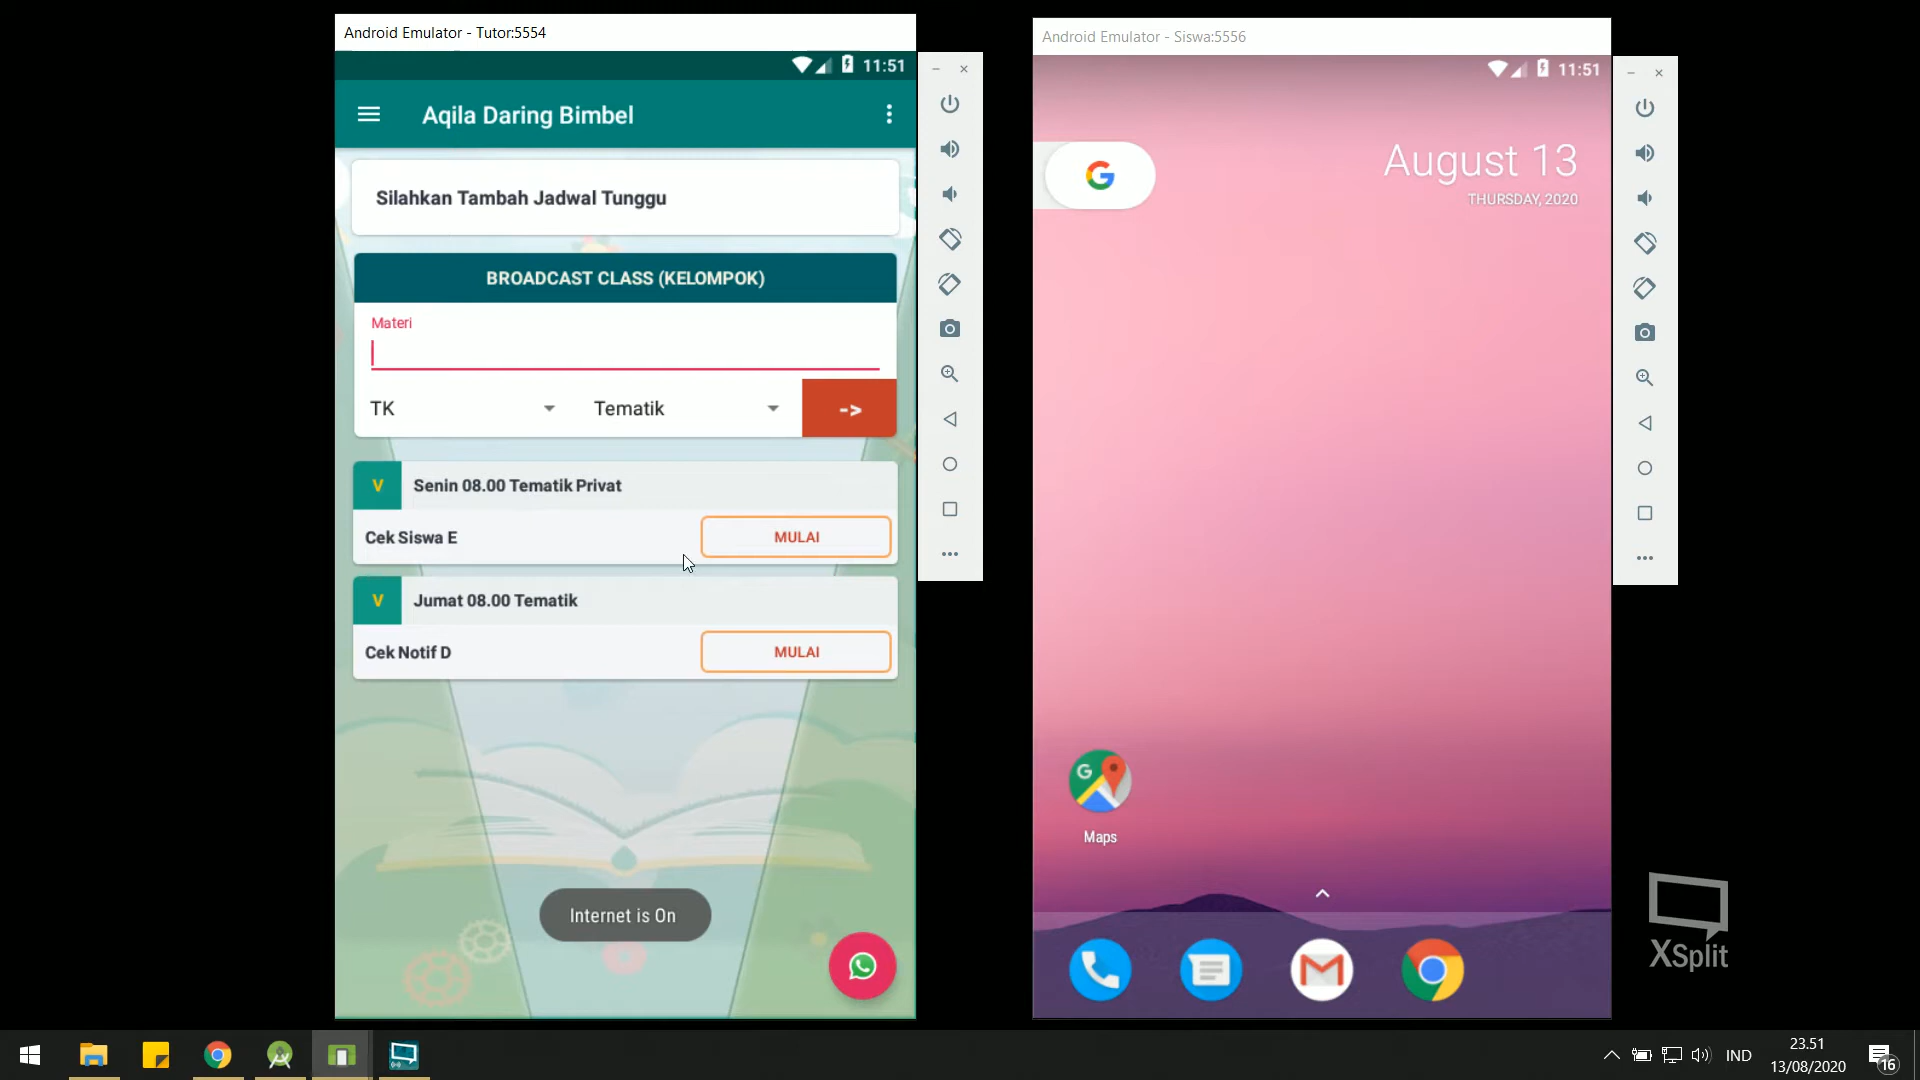 Android Emulator - Tutor:5554
11:51
Aqila Daring Bimbel
Silahkan Tambah Jadwal Tunggu
BROADCAST CLASS (KELOMPOK)
Materi
TK
Tematik
->
V
Senin 08.00 Tematik Privat
Cek Siswa E
MULAI
V
Jumat 08.00 Tematik
Cek Notif D
MULAI
Internet is On
Android Emulator - Siswa:5556
11:51
G
August 13
THURSDAY, 2020
G
Maps
XSplit
IND
23.51
13/08/2020
16